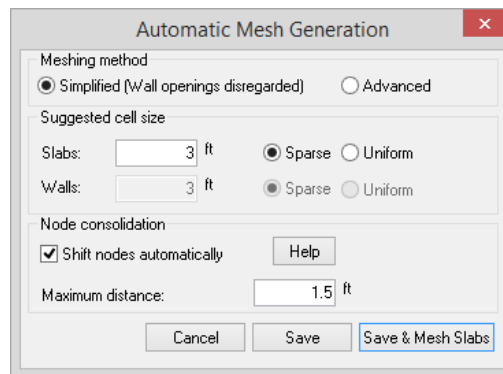 Automatic Mesh Generation
Meshing method
Simplified (Wall openings disregarded) Advanced
Suggested cell size
Slabs: 3 ft Sparse Uniform
Walls: 3 ft Sparse Uniform
Node consolidation
Shift nodes automatically Help
Maximum distance: 1.5 ft
Cancel Save Save & Mesh Slabs